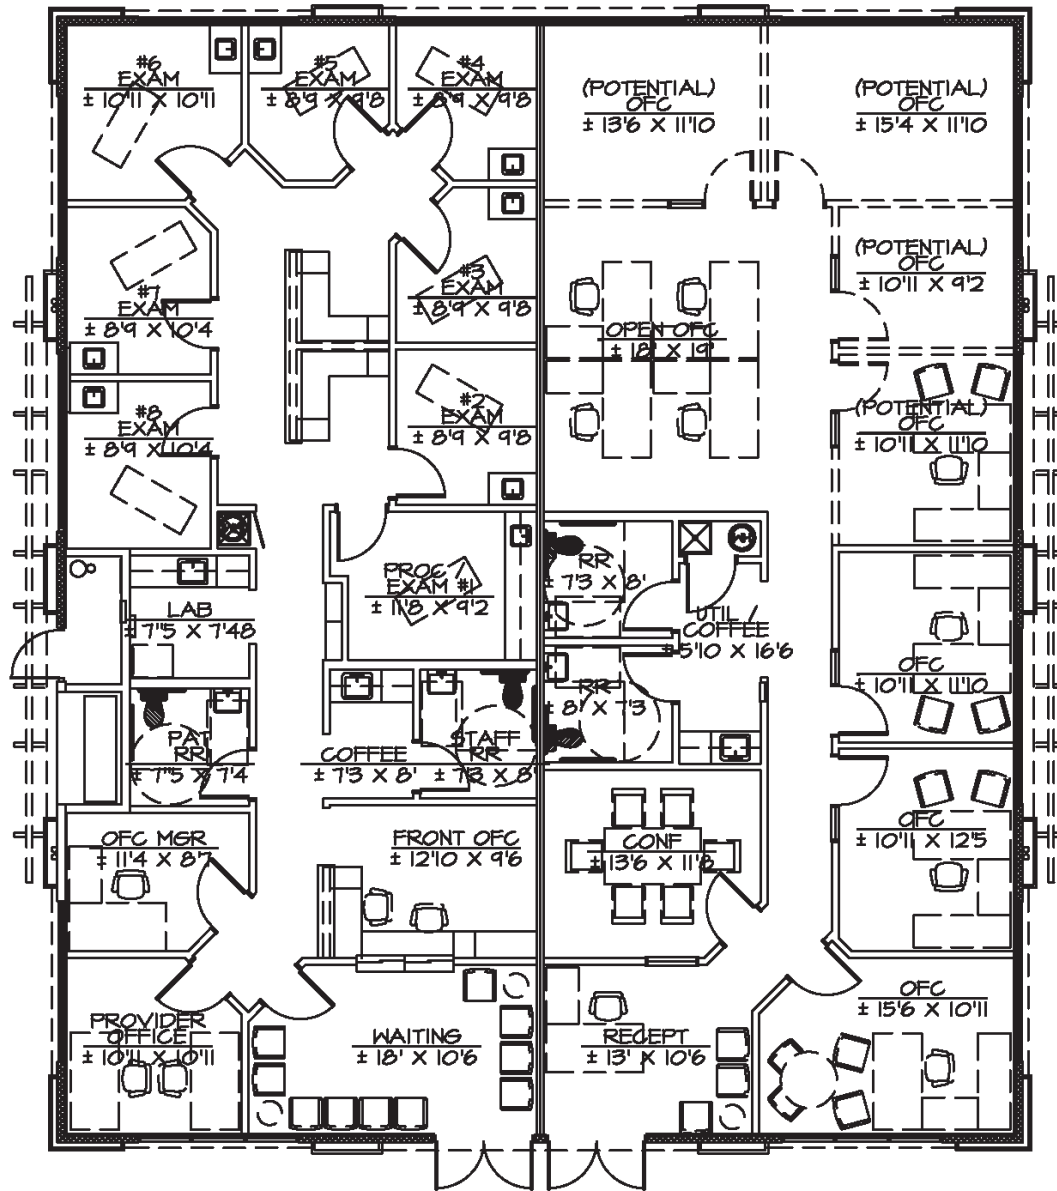 #6
EXAM
± 10'11 X 10'11
#5
EXAM
± 8'9 X 9'8
#4
EXAM
± 8'9 X 9'8
(POTENTIAL)
OFC
± 13'6 X 11'10
(POTENTIAL)
OFC
± 15'4 X 11'10
#7
EXAM
± 8'9 X 10'4
#3
EXAM
± 8'9 X 9'8
OPEN OFC
± 18' X 19'
(POTENTIAL)
OFC
± 10'11 X 9'2
#8
EXAM
± 8'9 X 10'4
#2
EXAM
± 8'9 X 9'8
(POTENTIAL)
OFC
± 10'11 X 11'10
LAB
± 7"5 X 7'48
PROC /
EXAM #1
± 11'8 X 9'2
RR
± 7'3 X 8'
UTIL /
COFFEE
± 5'10 X 16'6
OFC
± 10'11 X 11'10
PAT
RR
± 7"5 X 7'4
COFFEE
± 7'3 X 8'
STAFF
RR
± 7'3 X 8'
RR
± 8' X 7'3
OFC MGR
± 11'4 X 8'7
FRONT OFC
± 12'10 X 9'6
CONF
± 13'6 X 11'8
OFC
± 10'11 X 12'5
PROVIDER
OFFICE
± 10'11 X 10'11
WAITING
± 18' X 10'6
RECEPT
± 13' X 10'6
OFC
± 15'6 X 10'11